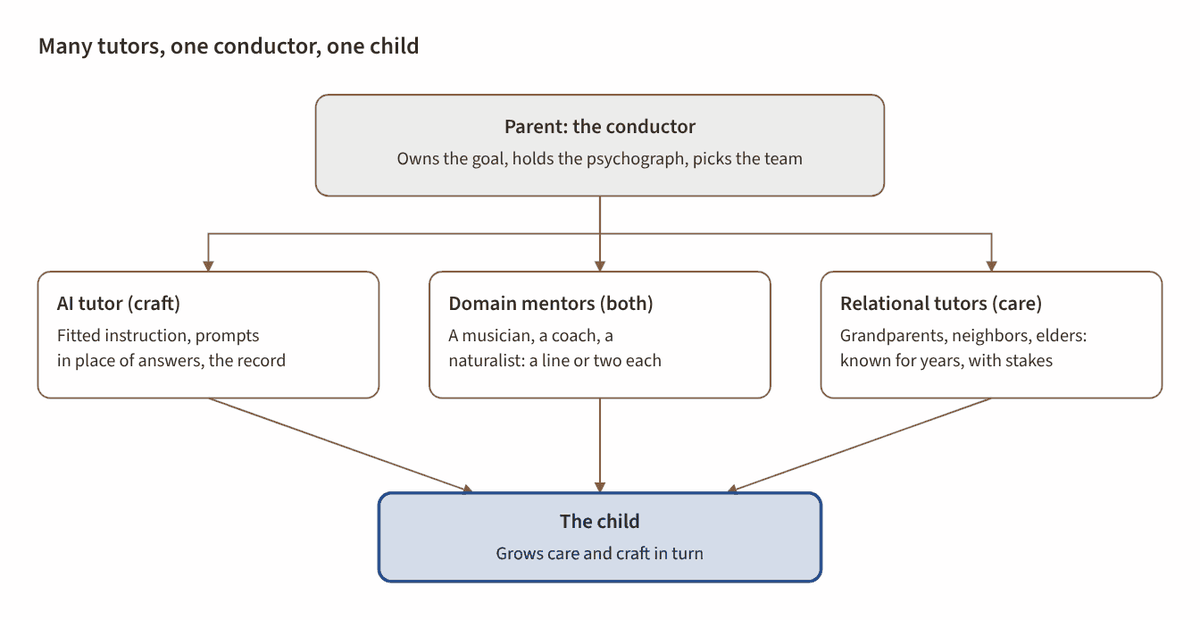 Many tutors, one conductor, one child
Parent: the conductor
Owns the goal, holds the psychograph, picks the team
AI tutor (craft)
Fitted instruction, prompts
in place of answers, the record
Domain mentors (both)
A musician, a coach, a
naturalist: a line or two each
Relational tutors (care)
Grandparents, neighbors, elders:
known for years, with stakes
The child
Grows care and craft in turn